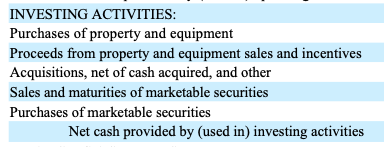 INVESTING ACTIVITIES:
Purchases of property and equipment
Proceeds from property and equipment sales and incentives
Acquisitions, net of cash acquired, and other
Sales and maturities of marketable securities
Purchases of marketable securities
Net cash provided by (used in) investing activities